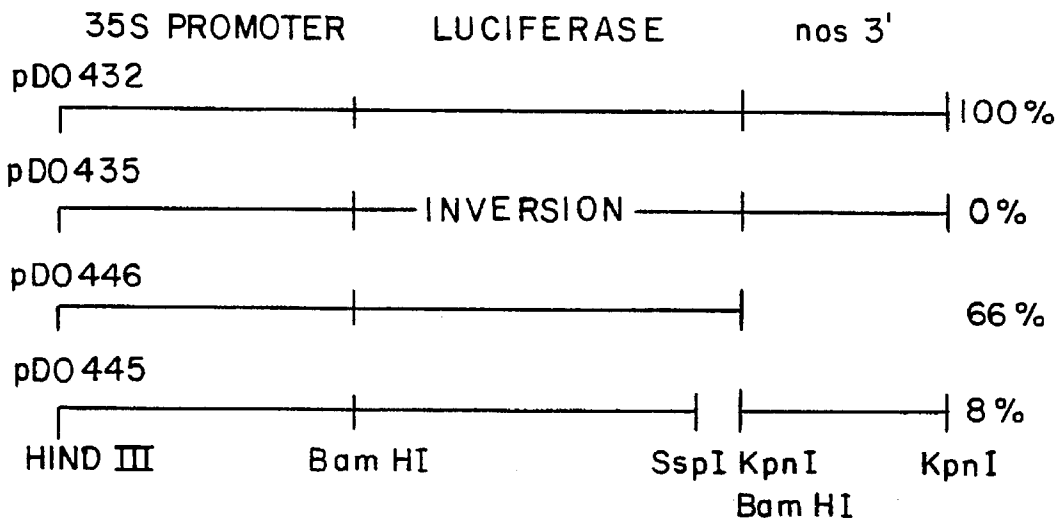 35S PROMOTER LUCIFERASE nos 3'
pDO432
100%
pDO435
INVERSION 0%
pDO446
66%
pDO445
8%
HIND III Bam HI SspI KpnI KpnI
Bam HI